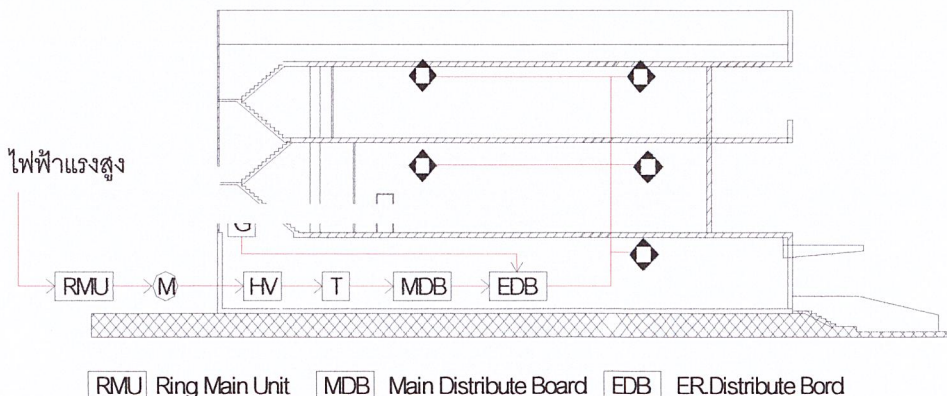 ไฟฟ้าแรงสูง
G
RMU M HV T MDB EDB
RMU Ring Main Unit MDB Main Distribute Board EDB ER.Distribute Bord